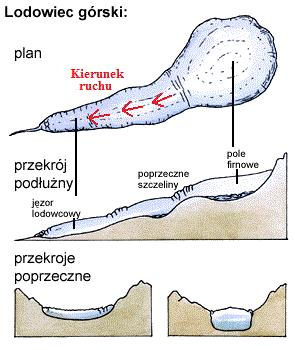 Lodowiec górski:
plan
Kierunek
ruchu
przekrój
podłużny
pole
firnowe
poprzeczne
szczeliny
jęzor
lodowcowy
przekroje
poprzeczne